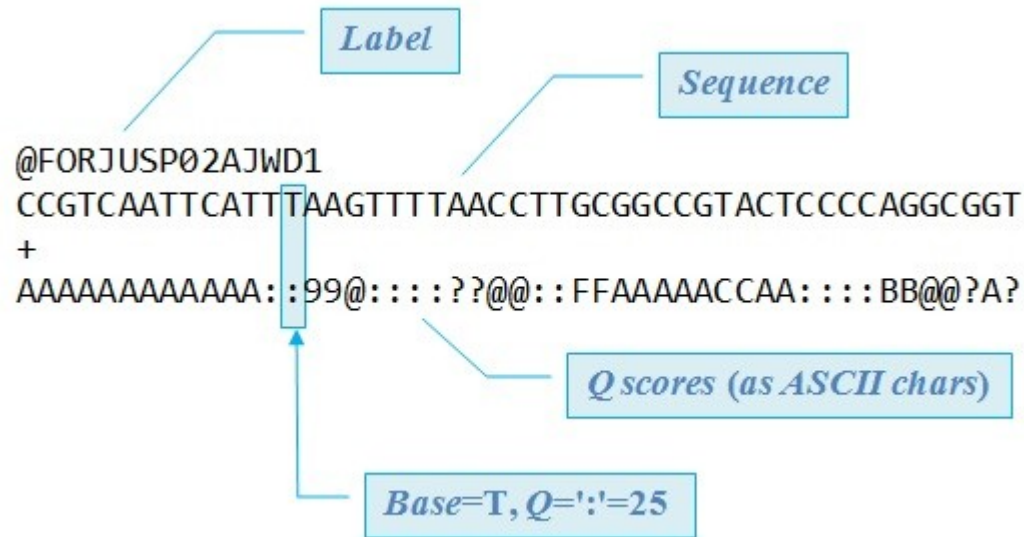 Label
Sequence
@FORJUSP02AJWD1
CCGTCAATTCATTTAAGTTTTAACCTTGCGGCCGTACTCCCCAGGCGGT
+
AAAAAAAAAAAA::99@::::??@@::FFAAAAACCAA::::BB@@?A?
Q scores (as ASCII chars)
Base=T, Q=':'=25